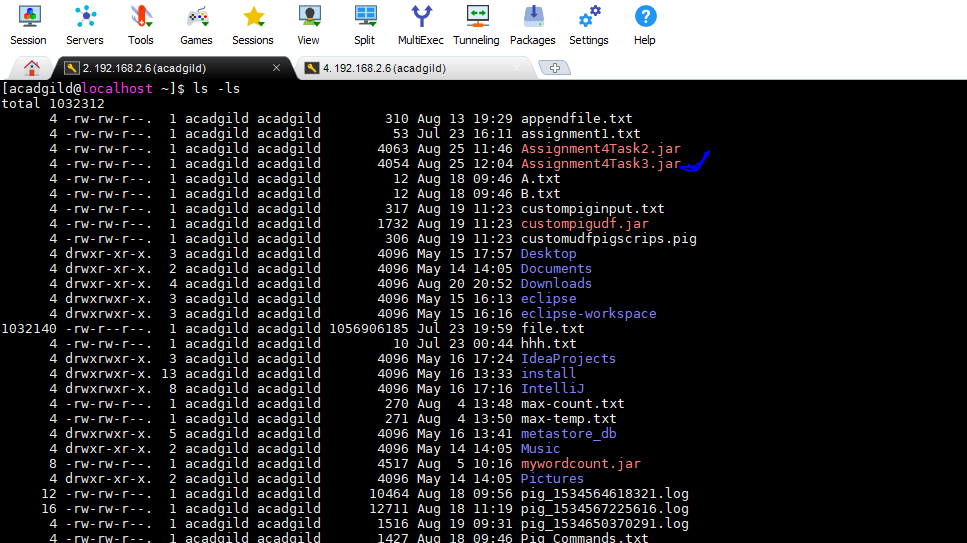 Session Servers Tools Games Sessions View Split MultiExec Tunneling Packages Settings Help
2. 192.168.2.6 (acadgild) 4. 192.168.2.6 (acadgild)
[acadgild@localhost ~]$ ls -ls
total 1032312
4 -rw-rw-r--. 1 acadgild acadgild 310 Aug 13 19:29 appendfile.txt
4 -rw-rw-r--. 1 acadgild acadgild 53 Jul 23 16:11 assignment1.txt
4 -rw-rw-r--. 1 acadgild acadgild 4063 Aug 25 11:46 Assignment4Task2.jar
4 -rw-rw-r--. 1 acadgild acadgild 4054 Aug 25 12:04 Assignment4Task3.jar
4 -rw-rw-r--. 1 acadgild acadgild 12 Aug 18 09:46 A.txt
4 -rw-rw-r--. 1 acadgild acadgild 12 Aug 18 09:46 B.txt
4 -rw-rw-r--. 1 acadgild acadgild 317 Aug 19 11:23 custompiginput.txt
4 -rw-rw-r--. 1 acadgild acadgild 1732 Aug 19 11:23 custompigudf.jar
4 -rw-rw-r--. 1 acadgild acadgild 306 Aug 19 11:23 customudfpigscrips.pig
4 drwxr-xr-x. 3 acadgild acadgild 4096 May 15 17:57 Desktop
4 drwxr-xr-x. 2 acadgild acadgild 4096 May 14 14:05 Documents
4 drwxr-xr-x. 4 acadgild acadgild 4096 Aug 20 20:52 Downloads
4 drwxrwxr-x. 3 acadgild acadgild 4096 May 15 16:13 eclipse
4 drwxrwxr-x. 3 acadgild acadgild 4096 May 15 16:16 eclipse-workspace
1032140 -rw-r--r--. 1 acadgild acadgild 1056906185 Jul 23 19:59 file.txt
4 -rw-rw-r--. 1 acadgild acadgild 10 Jul 23 00:44 hhh.txt
4 drwxrwxr-x. 3 acadgild acadgild 4096 May 16 17:24 IdeaProjects
4 drwxrwxr-x. 13 acadgild acadgild 4096 May 16 13:33 install
4 drwxrwxr-x. 8 acadgild acadgild 4096 May 16 17:16 IntelliJ
4 -rw-rw-r--. 1 acadgild acadgild 270 Aug 4 13:48 max-count.txt
4 -rw-rw-r--. 1 acadgild acadgild 271 Aug 4 13:50 max-temp.txt
4 drwxrwxr-x. 5 acadgild acadgild 4096 May 16 13:41 metastore_db
4 drwxr-xr-x. 2 acadgild acadgild 4096 May 14 14:05 Music
8 -rw-rw-r--. 1 acadgild acadgild 4517 Aug 5 10:16 mywordcount.jar
4 drwxr-xr-x. 2 acadgild acadgild 4096 May 14 14:05 Pictures
12 -rw-rw-r--. 1 acadgild acadgild 10464 Aug 18 09:56 pig_1534564618321.log
16 -rw-rw-r--. 1 acadgild acadgild 12711 Aug 18 11:19 pig_1534567225616.log
4 -rw-rw-r--. 1 acadgild acadgild 1516 Aug 19 09:31 pig_1534650370291.log
4 -rw-rw-r--. 1 acadgild acadgild 1427 Aug 18 09:46 Pig_Commands.txt